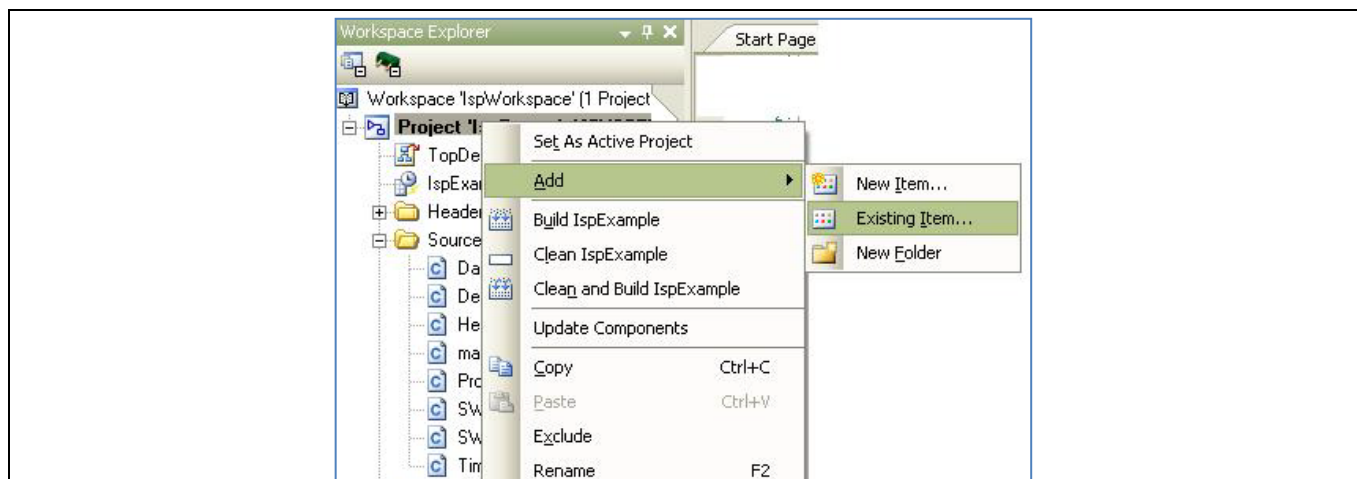 Workspace Explorer
Start Page
Workspace 'IspWorkspace' (1 Project
Project
TopDe
IspExa
Header
Source
Da
De
He
ma
Pro
SW
SW
Tim
Set As Active Project
Add
Build IspExample
Clean IspExample
Clean and Build IspExample
Update Components
Copy Ctrl+C
Paste Ctrl+V
Exclude
Rename F2
New Item...
Existing Item...
New Folder